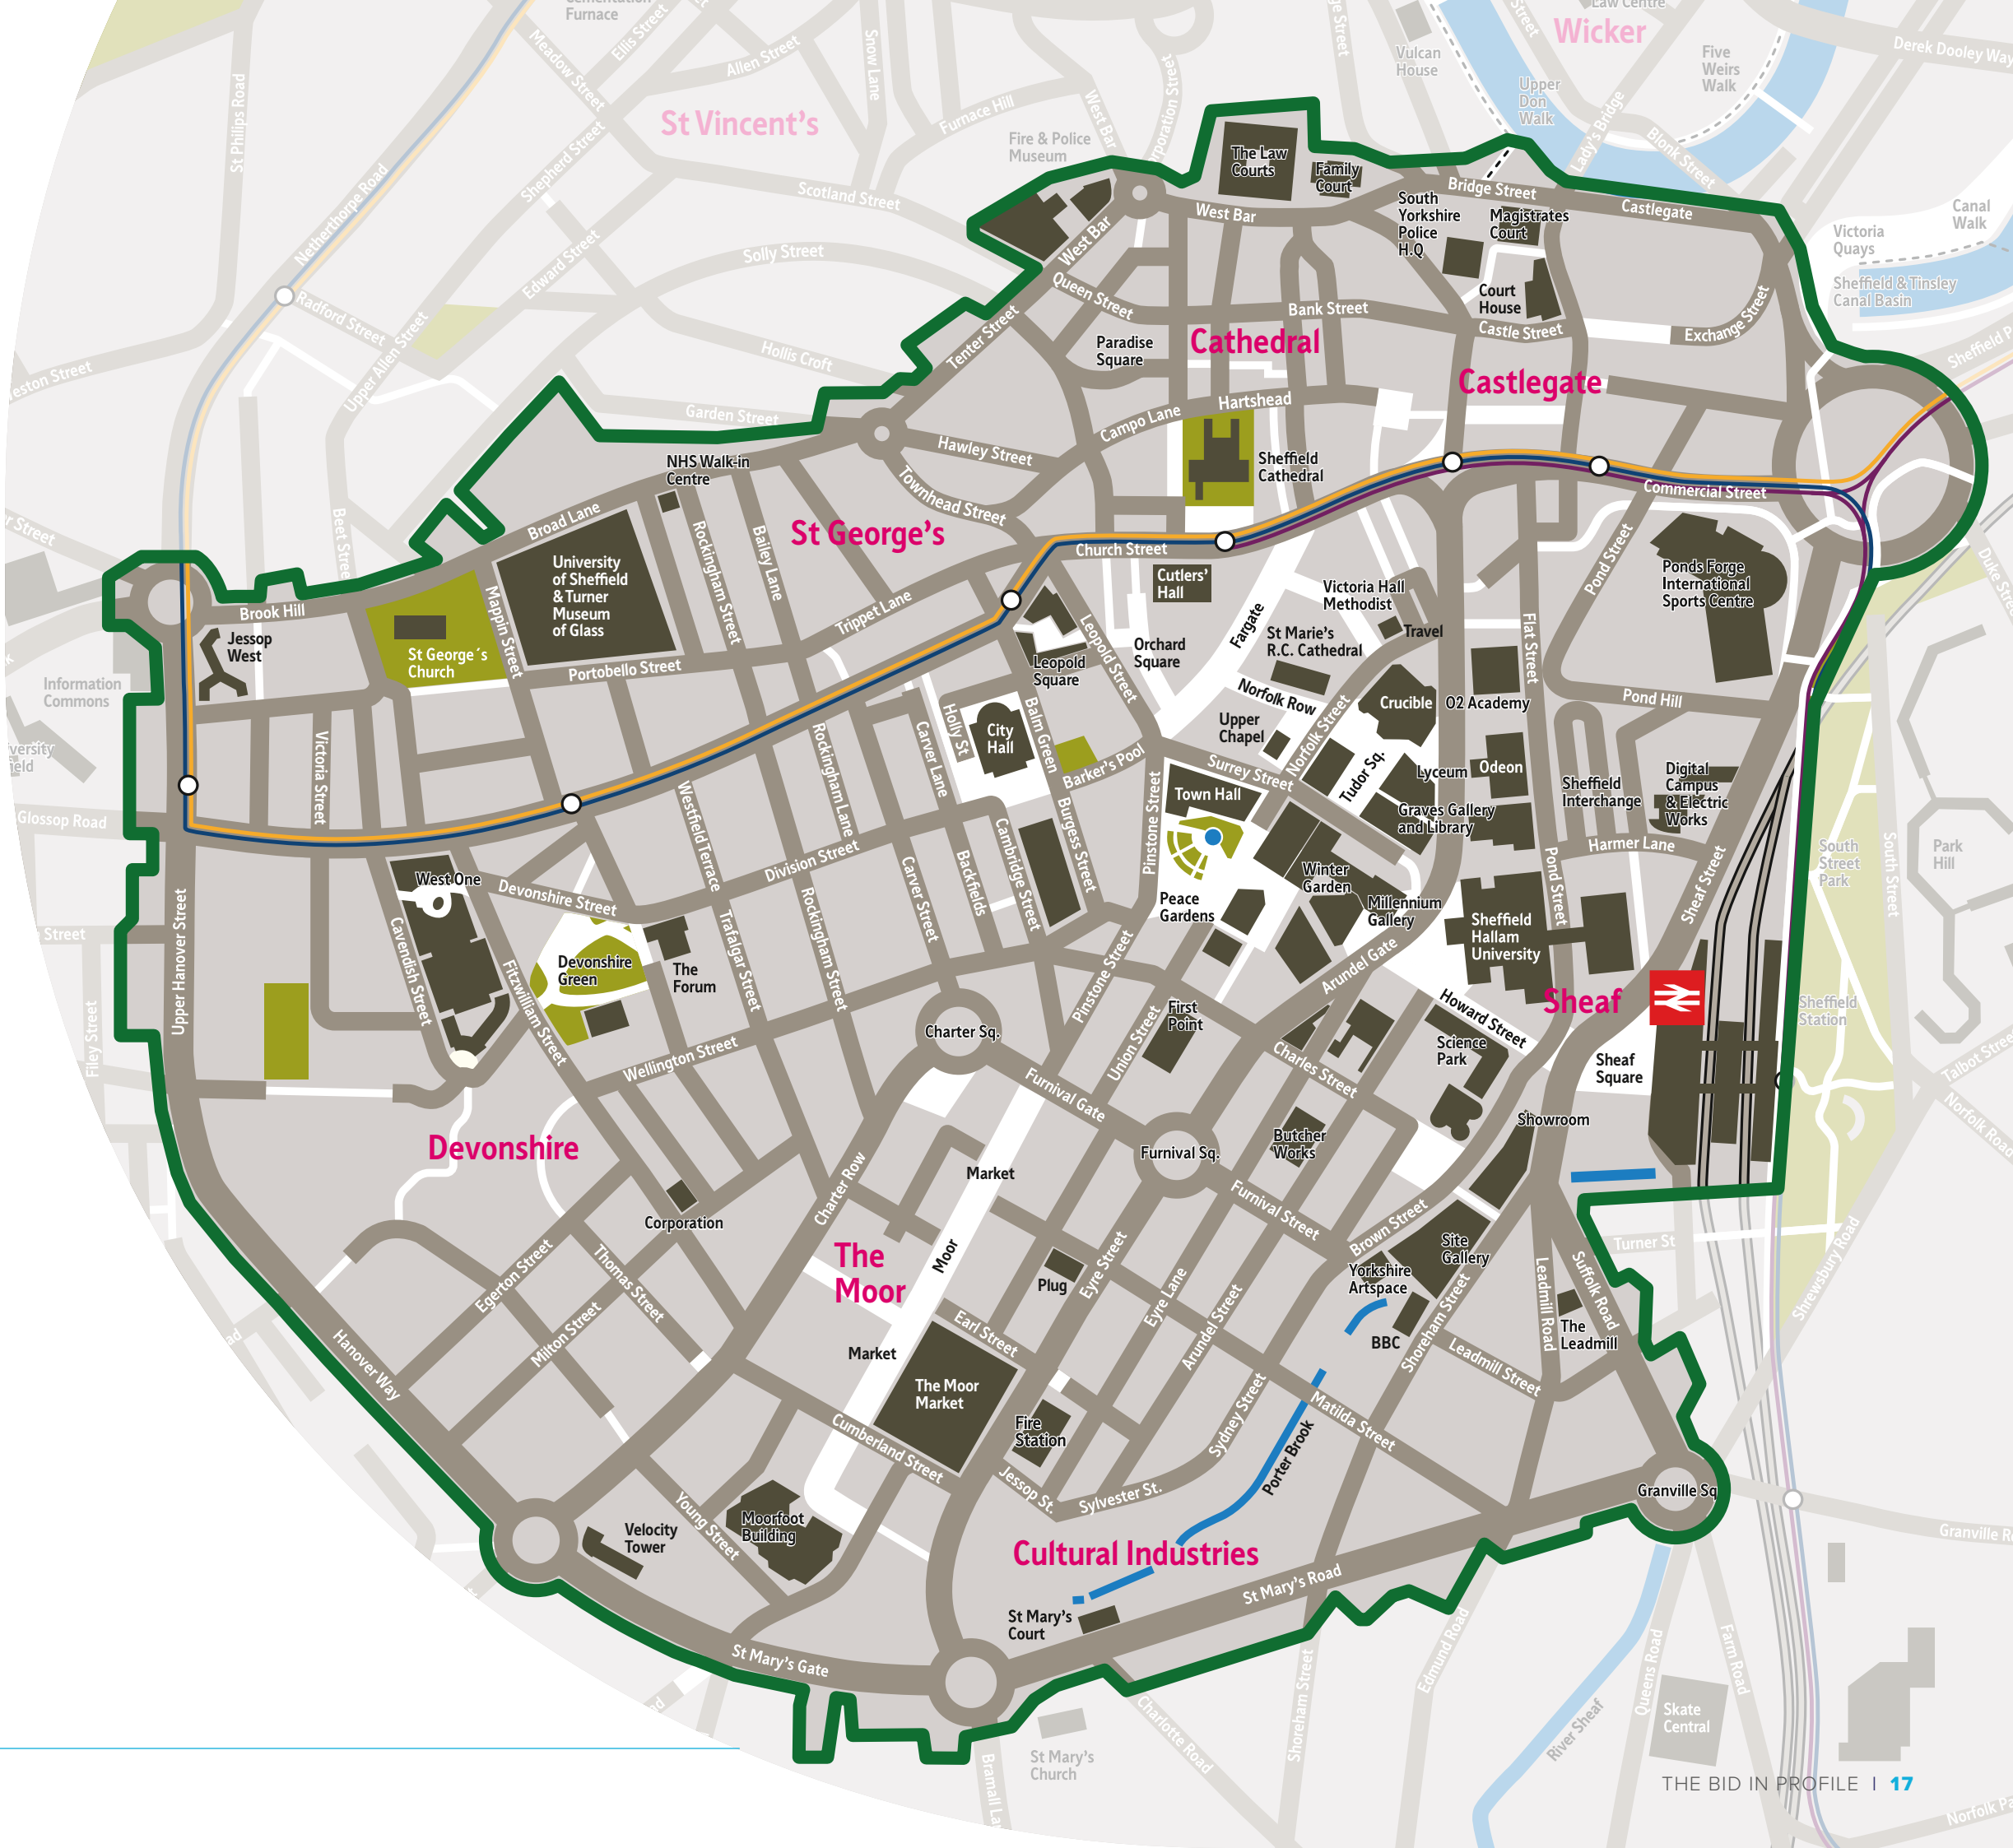 Cementation
Furnace
Law Centre
Wicker
Derek Dooley Way
Meadow Street
Ellis Street
Allen Street
Snow Lane
Furnace Hill
West Bar
Corporation Street
Vulcan
House
Upper
Don
Walk
Five
Weirs
Walk
Lady's Bridge
Blonk Street
St Philips Road
St Vincent's
Fire & Police
Museum
The Law
Courts
Family
Court
Bridge Street
Castlegate
Canal
Walk
Victoria
Quays
Sheffield & Tinsley
Canal Basin
Netherthorpe Road
Shepherd Street
Scotland Street
Solly Street
Edward Street
West Bar
West Bar
South
Yorkshire
Police
H.Q
Magistrates
Court
Court
House
Queen Street
Bank Street
Castle Street
Exchange Street
Radford Street
Upper Allen Street
Hollis Croft
Tenter Street
Paradise
Square
Cathedral
Castlegate
Garden Street
Hawley Street
Campo Lane
Hartshead
Townhead Street
Sheffield
Cathedral
NHS Walk-in
Centre
Broad Lane
Beet Street
St George's
Commercial Street
Church Street
Cutlers'
Hall
Rockingham Street
Bailey Lane
University
of Sheffield
& Turner
Museum
of Glass
Mappin Street
Brook Hill
Jessop
West
St George´s
Church
Portobello Street
Trippet Lane
Leopold Street
Leopold
Square
Orchard
Square
Fargate
Victoria Hall
Methodist
Travel
St Marie's
R.C. Cathedral
Norfolk Row
Norfolk Street
Upper
Chapel
Crucible
O2 Academy
Flat Street
Pond Street
Ponds Forge
International
Sports Centre
Pond Hill
Duke Street
Information
Commons
Victoria Street
Rockingham Lane
Carver Lane
Holly St
City
Hall
Balm Green
Barker's Pool
Surrey Street
Tudor Sq.
Lyceum
Odeon
Graves Gallery
and Library
Sheffield
Interchange
Digital
Campus
& Electric
Works
Harmer Lane
Town Hall
Pinstone Street
Burgess Street
Glossop Road
Westfield Terrace
Division Street
Carver Street
Backfields
Cambridge Street
West One
Devonshire Street
Peace
Gardens
Winter
Garden
Millennium
Gallery
Sheffield
Hallam
University
Pond Street
Sheaf Street
South
Street
Park
South Street
Park
Hill
Upper Hanover Street
Cavendish Street
Fitzwilliam Street
Devonshire
Green
The
Forum
Trafalgar Street
Rockingham Street
Charter Sq.
Pinstone Street
Union Street
First
Point
Arundel Gate
Howard Street
Sheaf
Sheffield
Station
Filey Street
Wellington Street
Furnival Gate
Charles Street
Science
Park
Sheaf
Square
Talbot Street
Norfolk Road
Devonshire
Charter Row
Market
Furnival Sq.
Butcher
Works
Showroom
Corporation
Furnival Street
Brown Street
Site
Gallery
Turner St
Shrewsbury Road
Egerton Street
Thomas Street
Milton Street
The
Moor
Moor
Plug
Eyre Street
Eyre Lane
Arundel Street
Yorkshire
Artspace
BBC
Shoreham Street
Leadmill Road
Suffolk Road
The
Leadmill
Leadmill Street
Hanover Way
Market
Earl Street
The Moor
Market
Cumberland Street
Fire
Station
Sydney Street
Matilda Street
Porter Brook
Jessop St.
Sylvester St.
Granville Sq
Young Street
Moorfoot
Building
Velocity
Tower
Cultural Industries
St Mary's Road
St Mary's
Court
St Mary's Gate
Edmund Road
Shoreham Street
Queens Road
Farm Road
River Sheaf
Skate
Central
St Mary's
Church
Charlotte Road
THE BID IN PROFILE | 17